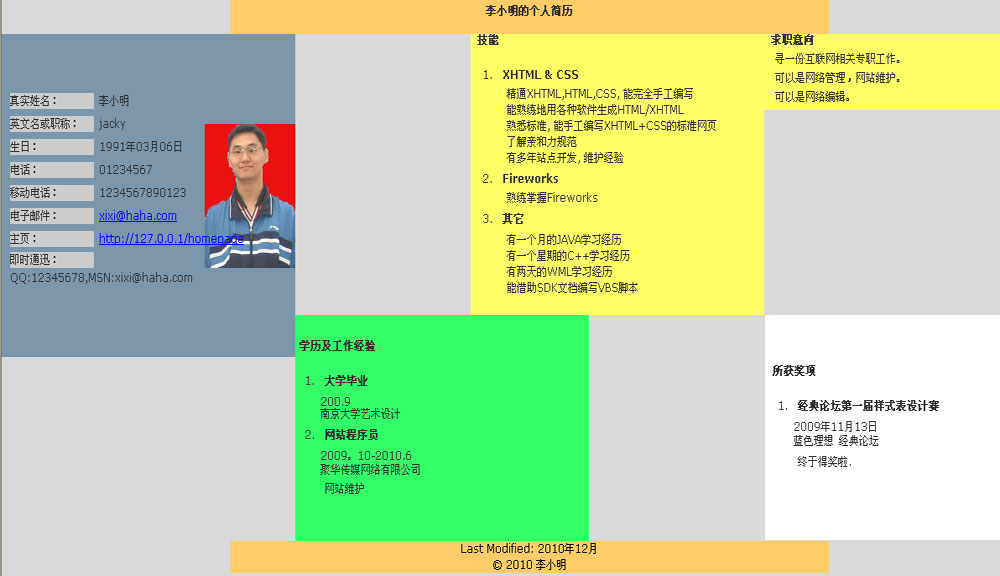 李小明的个人简历
真实姓名： 李小明
英文名或职称： jacky
生日： 1991年03月06日
电话： 01234567
移动电话： 1234567890123
电子邮件： xixi@haha.com
主页： http://127.0.0.1/homepage
即时通迅：
QQ:12345678,MSN:xixi@haha.com
技能
1. XHTML & CSS
精通XHTML,HTML,CSS, 能完全手工编写
能熟练地用各种软件生成HTML/XHTML
熟悉标准, 能手工编写XHTML+CSS的标准网页
了解亲和力规范
有多年站点开发, 维护经验
2. Fireworks
熟练掌握Fireworks
3. 其它
有一个月的JAVA学习经历
有一个星期的C++学习经历
有两天的WML学习经历
能借助SDK文档编写VBS脚本
求职意向
寻一份互联网相关专职工作。
可以是网络管理，网站维护。
可以是网络编辑。
学历及工作经验
1. 大学毕业
200.9
南京大学艺术设计
2. 网站程序员
2009。10-2010.6
聚华传媒网络有限公司
网站维护
所获奖项
1. 经典论坛第一届样式表设计赛
2009年11月13日
蓝色理想 经典论坛
终于得奖啦.
Last Modified: 2010年12月
© 2010 李小明